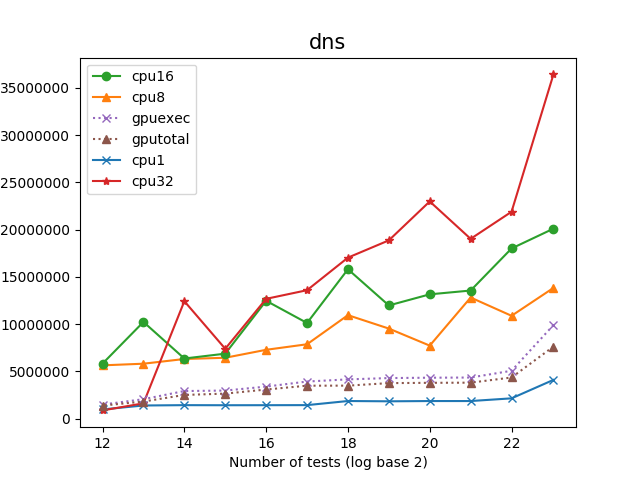 dns
cpu16
cpu8
gpuexec
gputotal
cpu1
cpu32
35000000
30000000
25000000
20000000
15000000
10000000
5000000
0
12 14 16 18 20 22
Number of tests (log base 2)